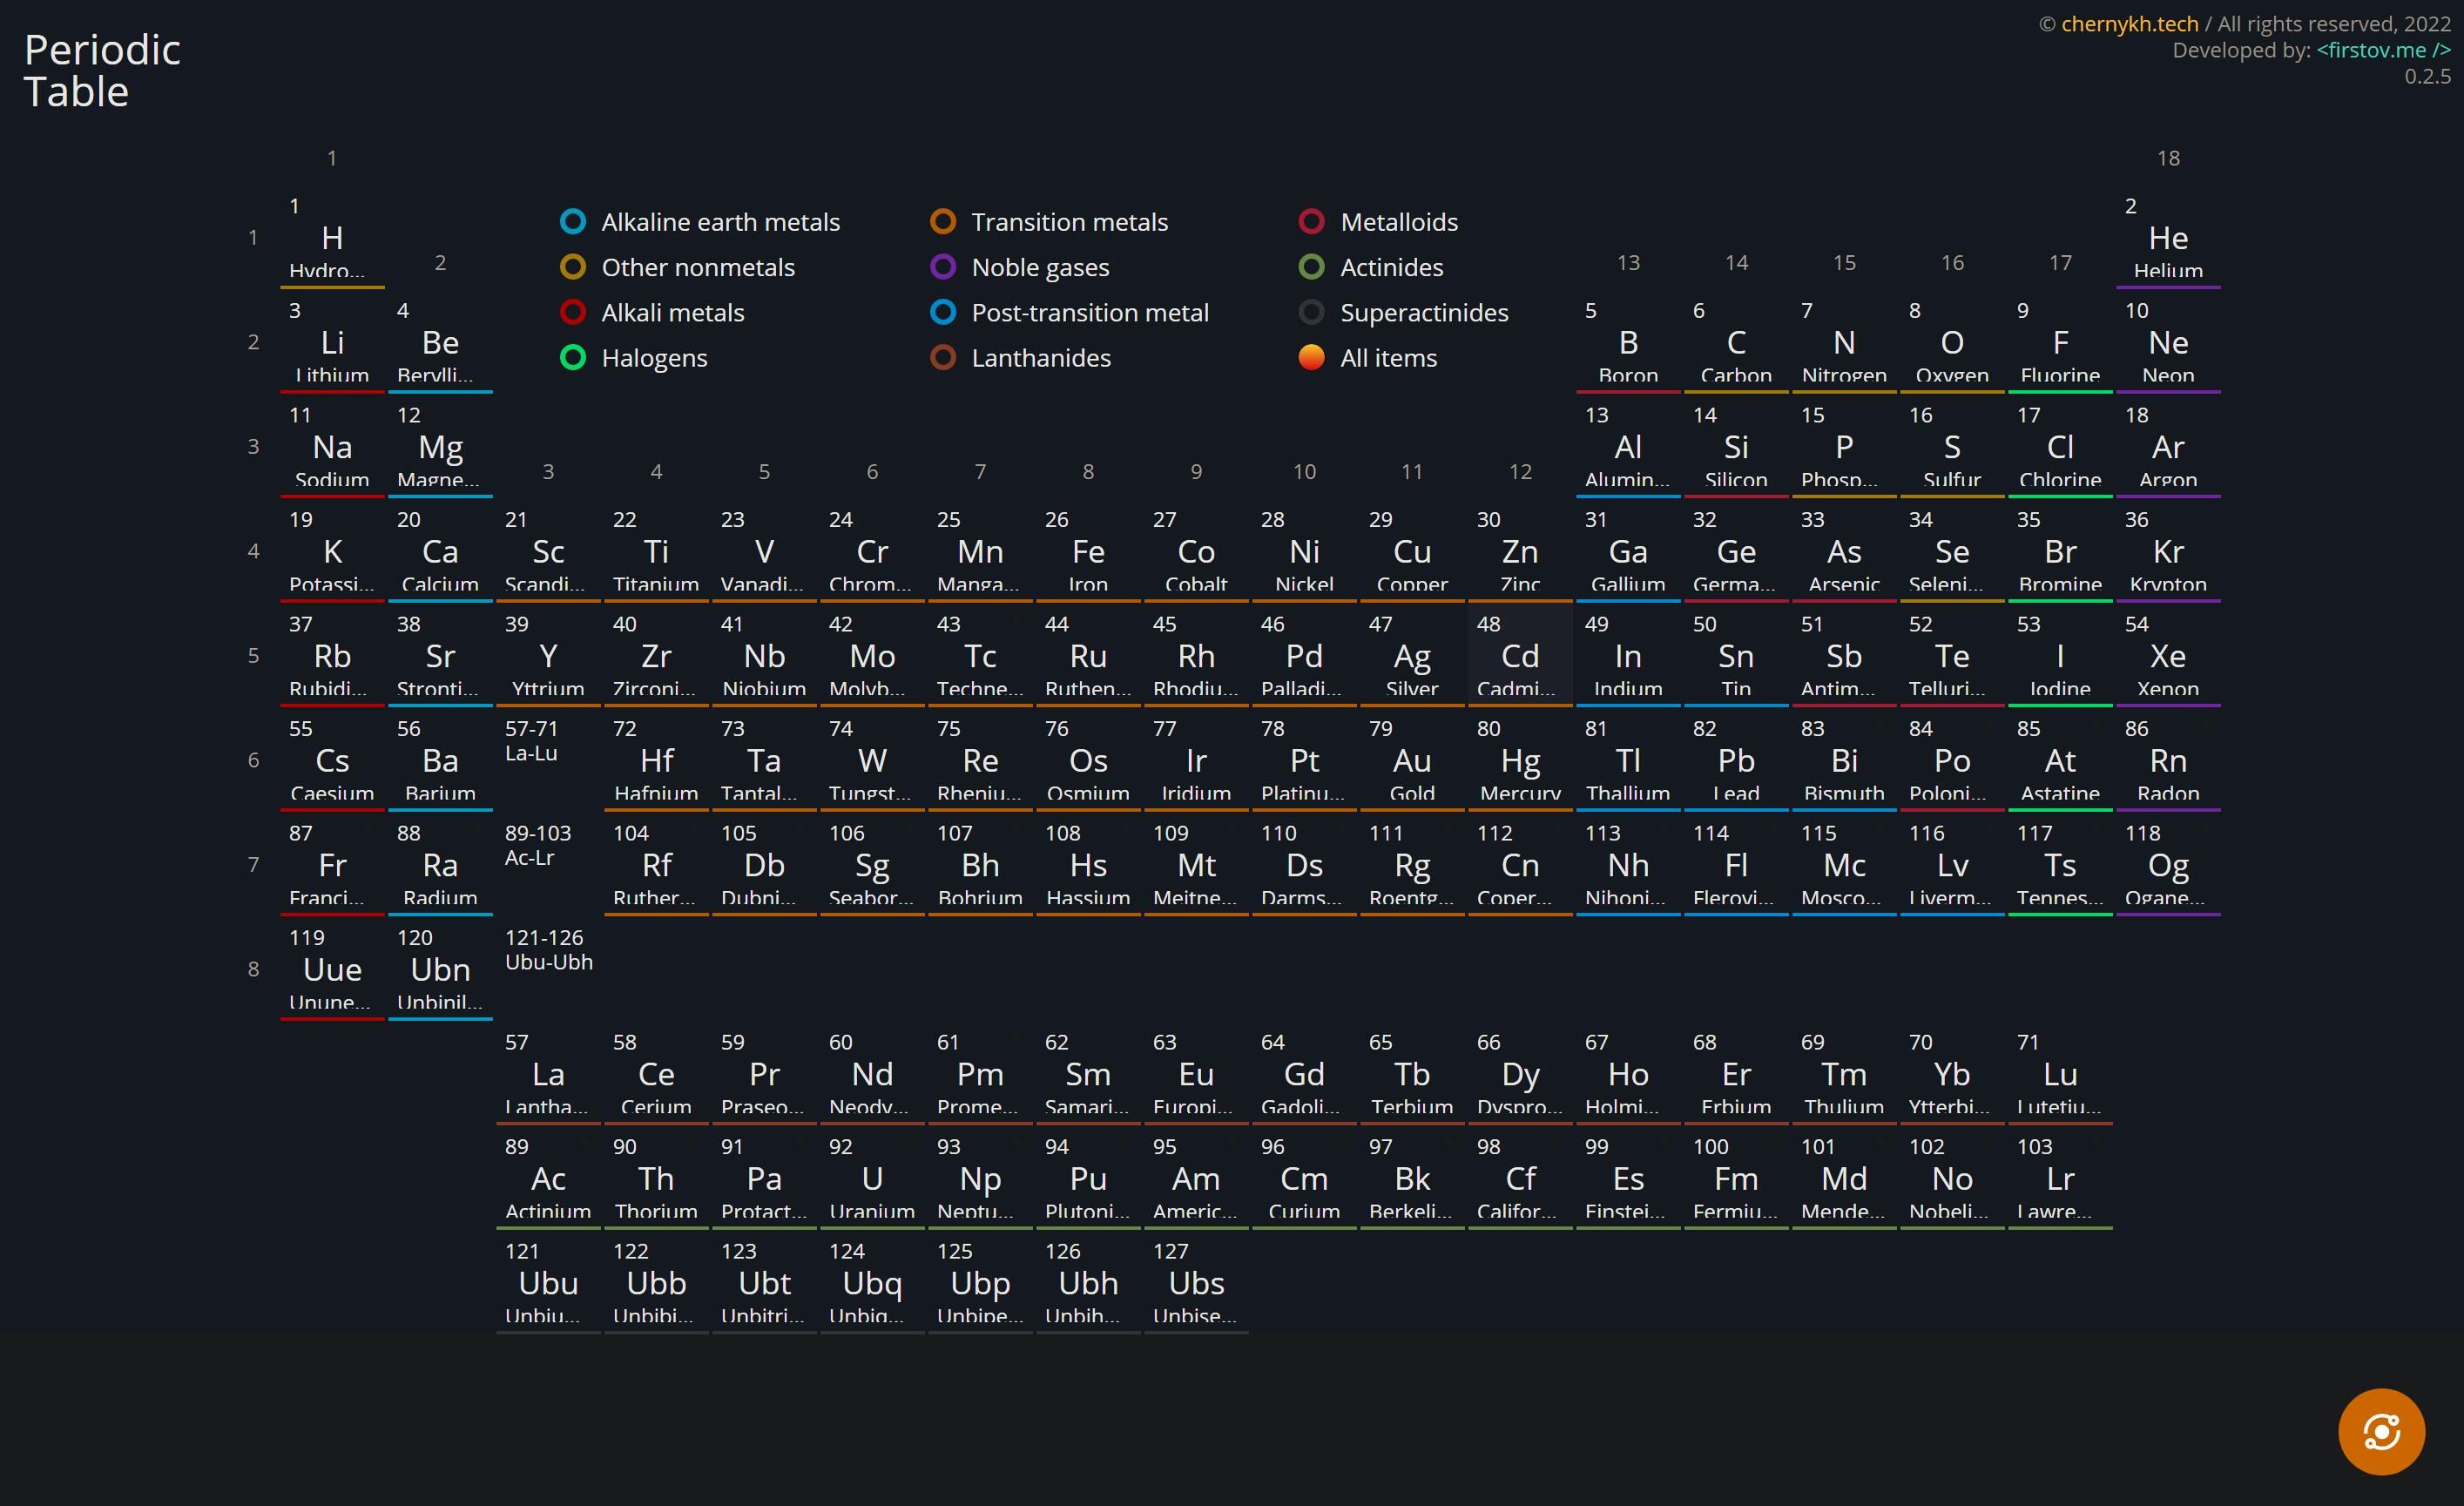 Periodic
Table
© chernykh.tech / All rights reserved, 2022
Developed by: <firstov.me />
0.2.5
1 18
1 2
Alkaline earth metals Transition metals Metalloids
1 H He
Hydro... Helium
Other nonmetals Noble gases Actinides
2 13 14 15 16 17
Alkali metals Post-transition metal Superactinides
Halogens Lanthanides All items
3 4 5 6 7 8 9 10
2 Li Be B C N O F Ne
Lithium Berylli... Boron Carbon Nitrogen Oxygen Fluorine Neon
11 12 13 14 15 16 17 18
3 Na Mg Al Si P S Cl Ar
Sodium Magne... Alumin... Silicon Phosp... Sulfur Chlorine Argon
3 4 5 6 7 8 9 10 11 12
19 20 21 22 23 24 25 26 27 28 29 30 31 32 33 34 35 36
4 K Ca Sc Ti V Cr Mn Fe Co Ni Cu Zn Ga Ge As Se Br Kr
Potassi... Calcium Scandi... Titanium Vanadi... Chrom... Manga... Iron Cobalt Nickel Copper Zinc Gallium Germa... Arsenic Seleni... Bromine Krypton
37 38 39 40 41 42 43 44 45 46 47 48 49 50 51 52 53 54
5 Rb Sr Y Zr Nb Mo Tc Ru Rh Pd Ag Cd In Sn Sb Te I Xe
Rubidi... Stronti... Yttrium Zirconi... Niobium Molyb... Techne... Ruthen... Rhodiu... Palladi... Silver Cadmi... Indium Tin Antim... Telluri... Iodine Xenon
55 56 57-71 72 73 74 75 76 77 78 79 80 81 82 83 84 85 86
6 Cs Ba La-Lu Hf Ta W Re Os Ir Pt Au Hg Tl Pb Bi Po At Rn
Caesium Barium Hafnium Tantal... Tungst... Rheniu... Osmium Iridium Platinu... Gold Mercury Thallium Lead Bismuth Poloni... Astatine Radon
87 88 89-103 104 105 106 107 108 109 110 111 112 113 114 115 116 117 118
7 Fr Ra Ac-Lr Rf Db Sg Bh Hs Mt Ds Rg Cn Nh Fl Mc Lv Ts Og
Franci... Radium Ruther... Dubni... Seabor... Bohrium Hassium Meitne... Darms... Roentg... Coper... Nihoni... Flerovi... Mosco... Liverm... Tennes... Ogane...
119 120 121-126
8 Uue Ubn Ubu-Ubh
Unune... Unbinil...
57 58 59 60 61 62 63 64 65 66 67 68 69 70 71
La Ce Pr Nd Pm Sm Eu Gd Tb Dy Ho Er Tm Yb Lu
Lantha... Cerium Praseo... Neody... Prome... Samari... Europi... Gadoli... Terbium Dyspro... Holmi... Erbium Thulium Ytterbi... Lutetiu...
89 90 91 92 93 94 95 96 97 98 99 100 101 102 103
Ac Th Pa U Np Pu Am Cm Bk Cf Es Fm Md No Lr
Actinium Thorium Protact... Uranium Neptu... Plutoni... Americ... Curium Berkeli... Califor... Einstei... Fermiu... Mende... Nobeli... Lawre...
121 122 123 124 125 126 127
Ubu Ubb Ubt Ubq Ubp Ubh Ubs
Unbiu... Unbibi... Unbitri... Unbiq... Unbipe... Unbih... Unbise...